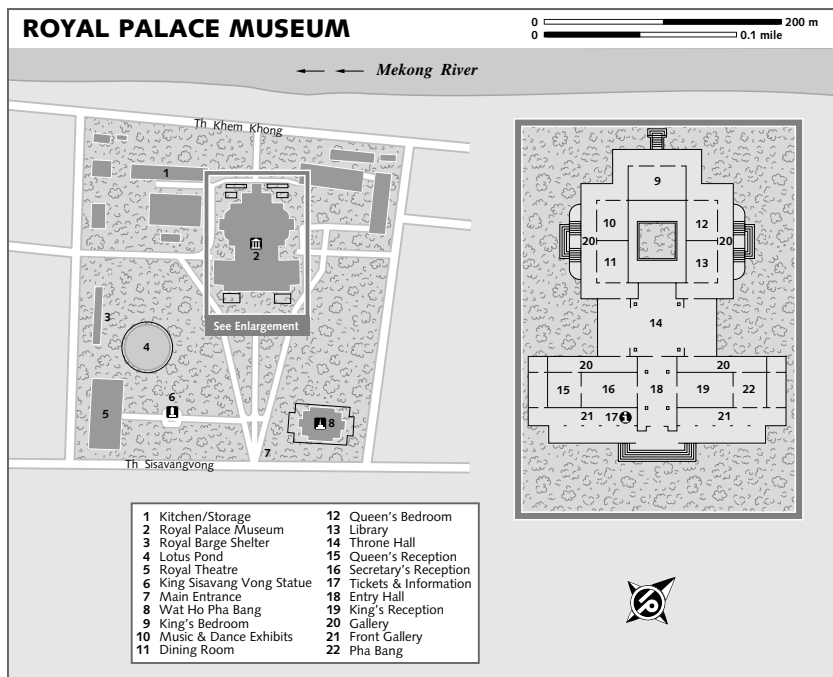 ROYAL PALACE MUSEUM
0 200 m
0 0.1 mile
Mekong River
Th Khem Khong
1
2
See Enlargement
3
4
5
6
7
8
Th Sisavangvong
9
10
12
20
20
11
13
14
20
20
15
16
18
19
22
21
17
21
1 Kitchen/Storage
2 Royal Palace Museum
3 Royal Barge Shelter
4 Lotus Pond
5 Royal Theatre
6 King Sisavang Vong Statue
7 Main Entrance
8 Wat Ho Pha Bang
9 King's Bedroom
10 Music & Dance Exhibits
11 Dining Room
12 Queen's Bedroom
13 Library
14 Throne Hall
15 Queen's Reception
16 Secretary's Reception
17 Tickets & Information
18 Entry Hall
19 King's Reception
20 Gallery
21 Front Gallery
22 Pha Bang